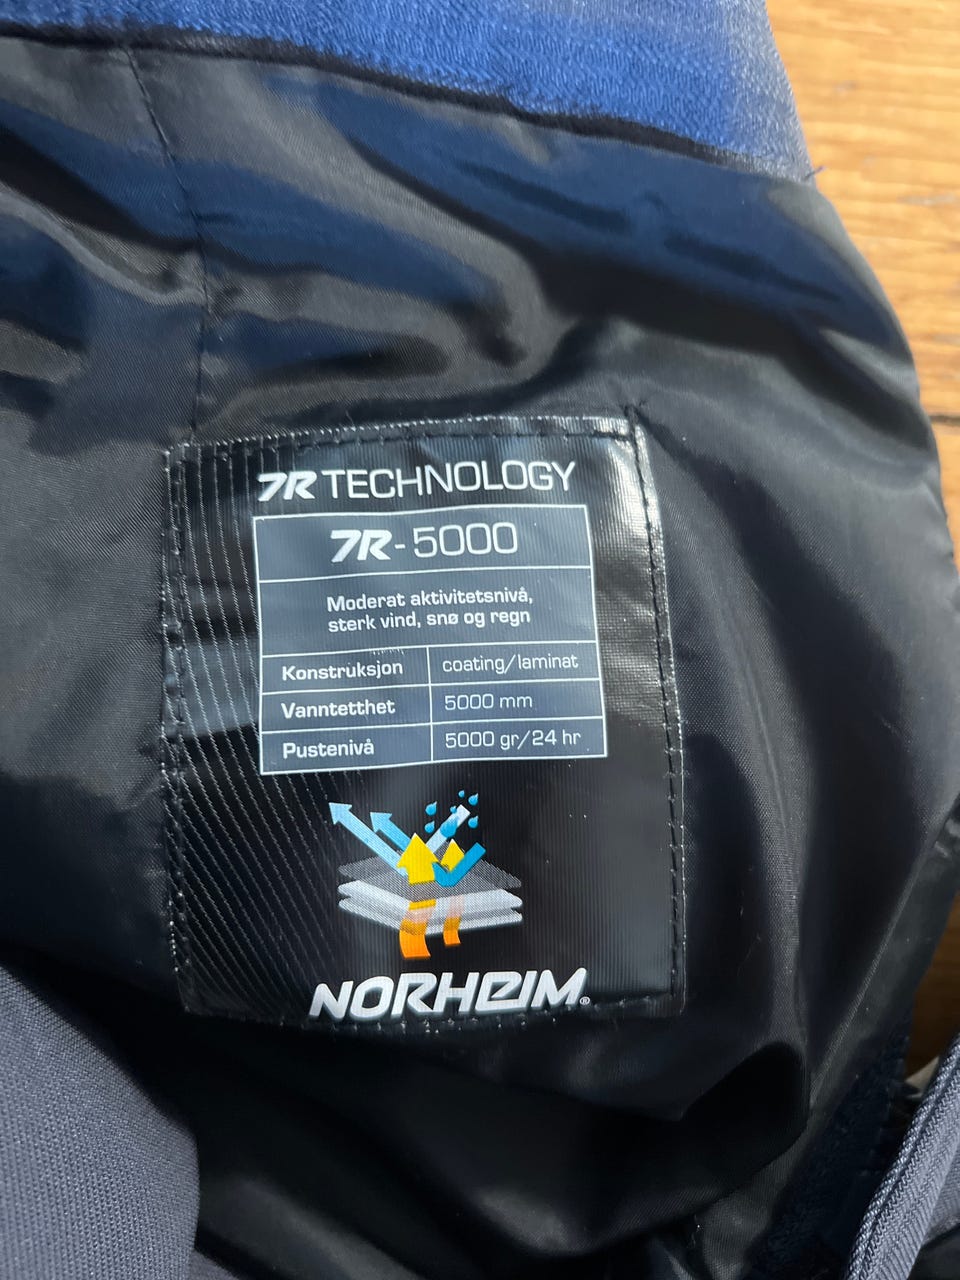 7R TECHNOLOGY
7R-5000
Moderat aktivitetsnivå,
sterk vind, snø og regn
Konstruksjon coating/laminat
Vanntetthet 5000 mm
Pustenivå 5000 gr/24 hr
NORHEIM®